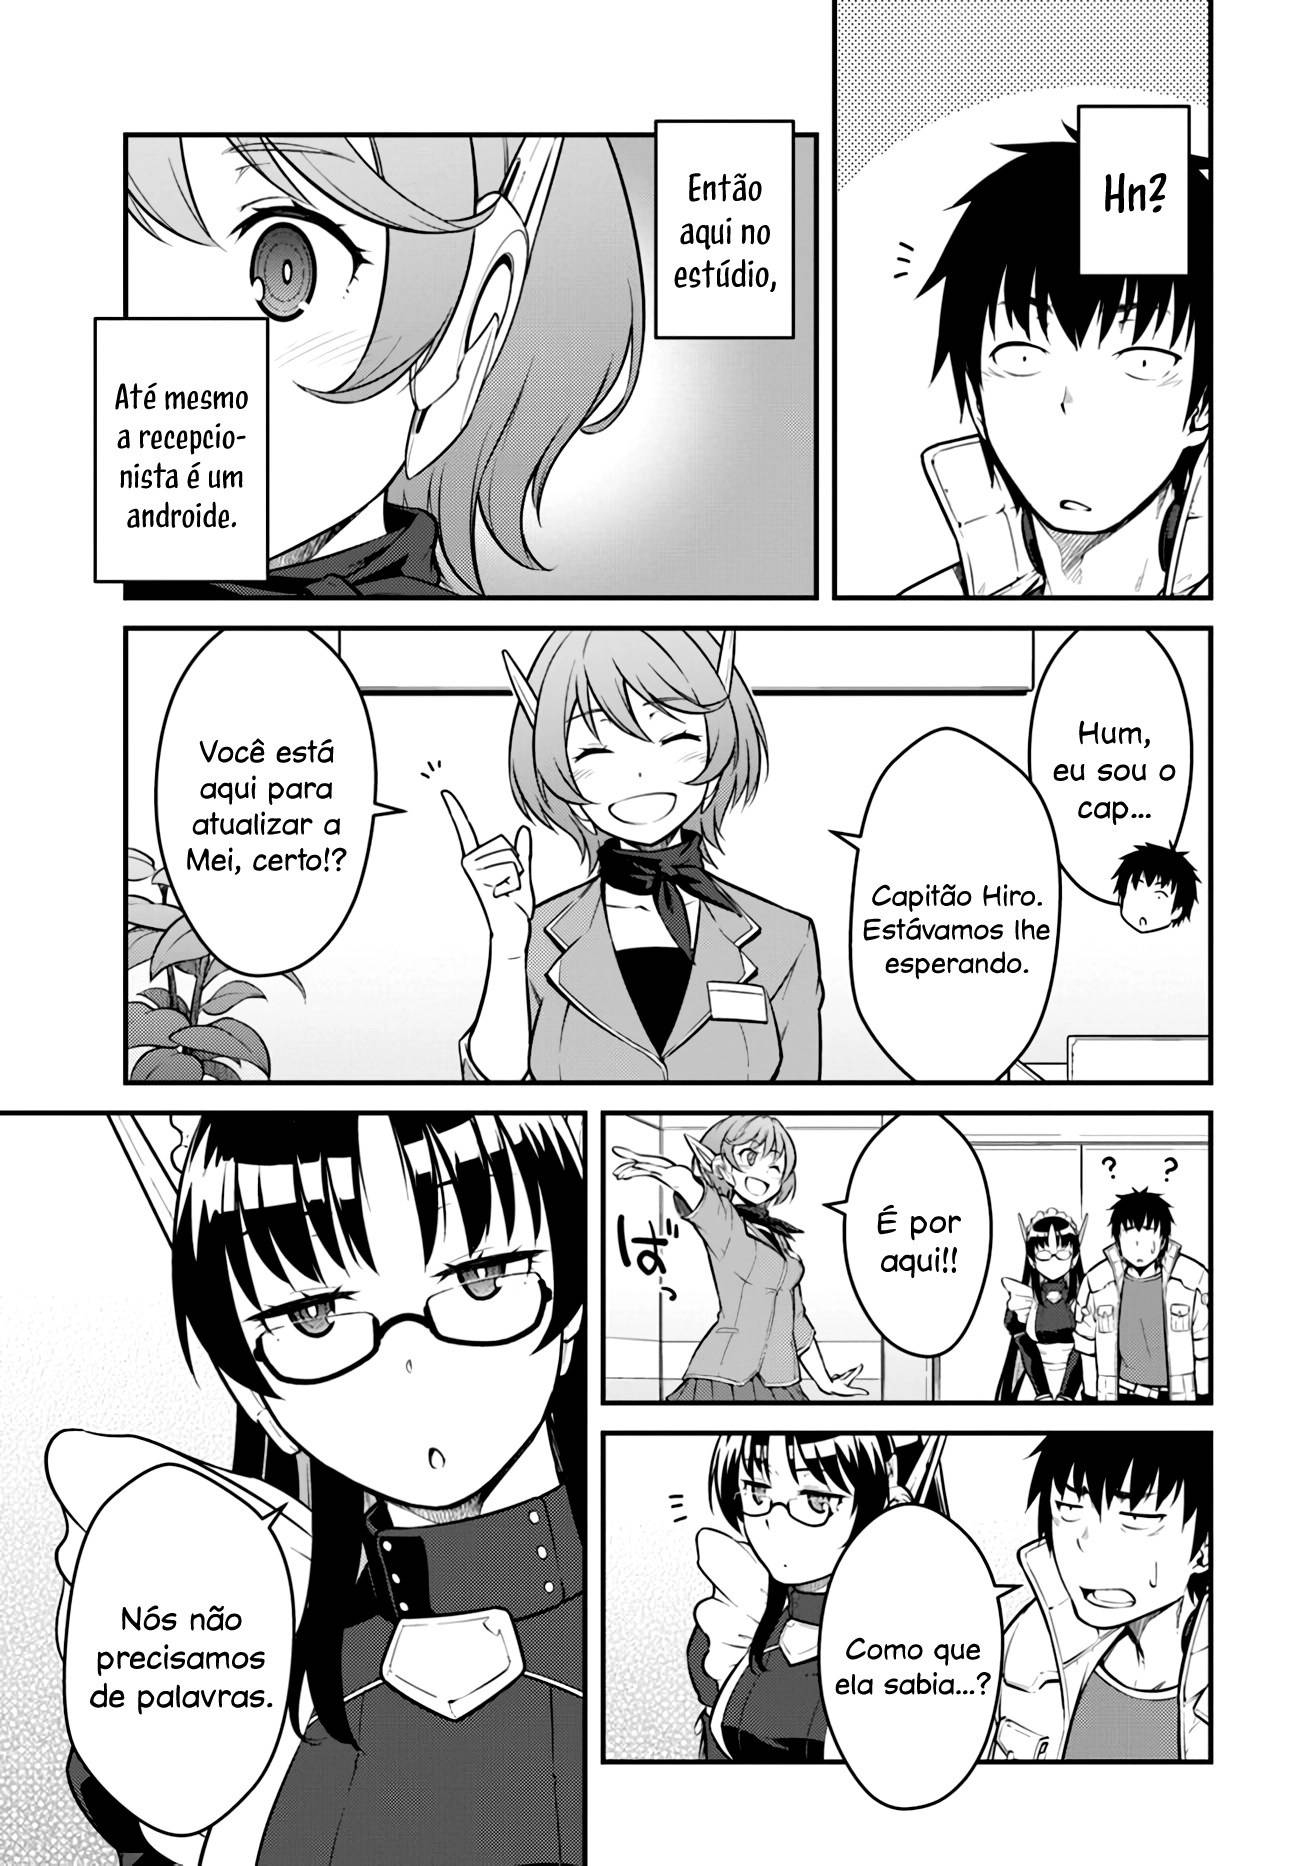 Hn?
Então
aqui no
estúdio,
Até mesmo
a recepcio-
nista é um
androide.
Hum,
eu sou o
cap...
Capitão Hiro.
Estávamos lhe
esperando.
Você está
aqui para
atualizar a
Mei, certo!?
? ?
É por
aqui!!
ばっ
Como que
ela sabia...?
Nós não
precisamos
de palavras.